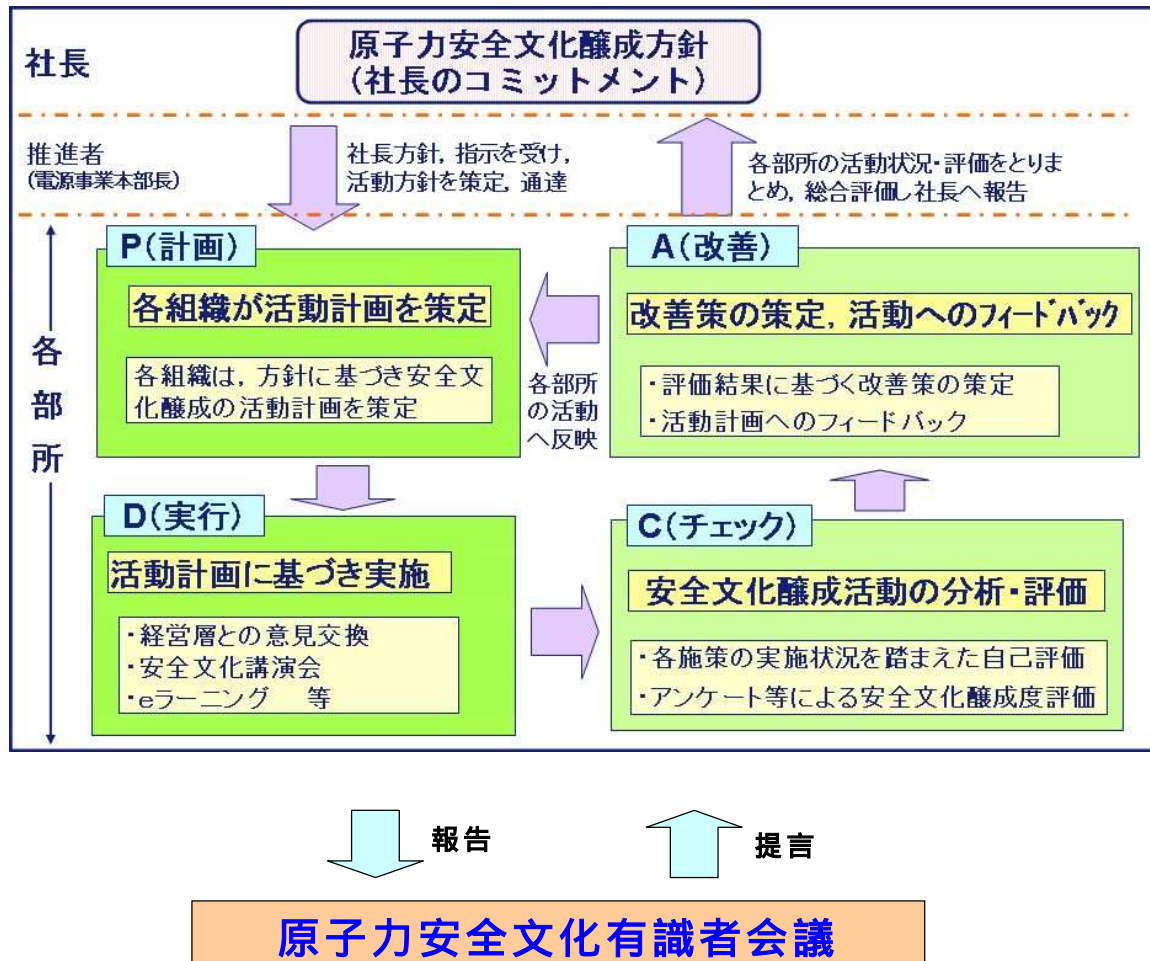 社長
原子力安全文化醸成方針
(社長のコミットメント)
推進者
(電源事業本部長)
社長方針，指示を受け，
活動方針を策定，通達
各部所の活動状況・評価をとりま
とめ，総合評価し社長へ報告
各部所
P(計画)
各組織が活動計画を策定
各組織は，方針に基づき安全文
化醸成の活動計画を策定
各部所
の活動
へ反映
A(改善)
改善策の策定，活動へのフィードバック
・評価結果に基づく改善策の策定
・活動計画へのフィードバック
D(実行)
活動計画に基づき実施
・経営層との意見交換
・安全文化講演会
・eラーニング　等
C(チェック)
安全文化醸成活動の分析・評価
・各施策の実施状況を踏まえた自己評価
・アンケート等による安全文化醸成度評価
報告
提言
原子力安全文化有識者会議